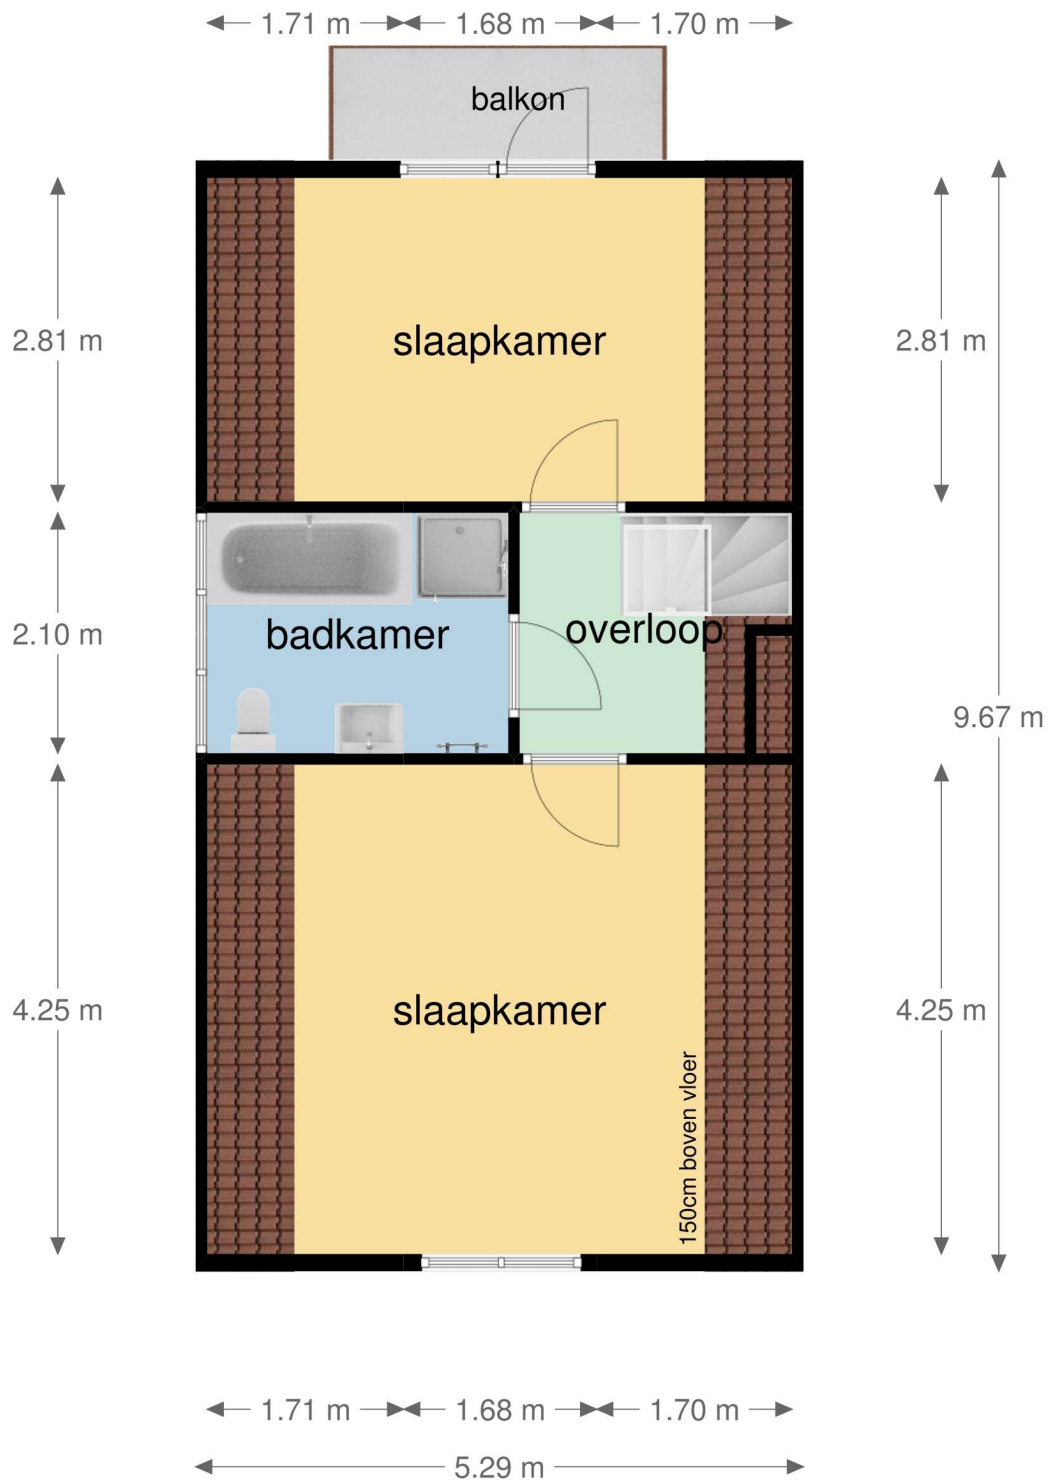 1.71 m 1.68 m 1.70 m
balkon
2.81 m slaapkamer 2.81 m
2.10 m badkamer overloop
9.67 m
4.25 m slaapkamer 4.25 m
150cm boven vloer
1.71 m 1.68 m 1.70 m
5.29 m